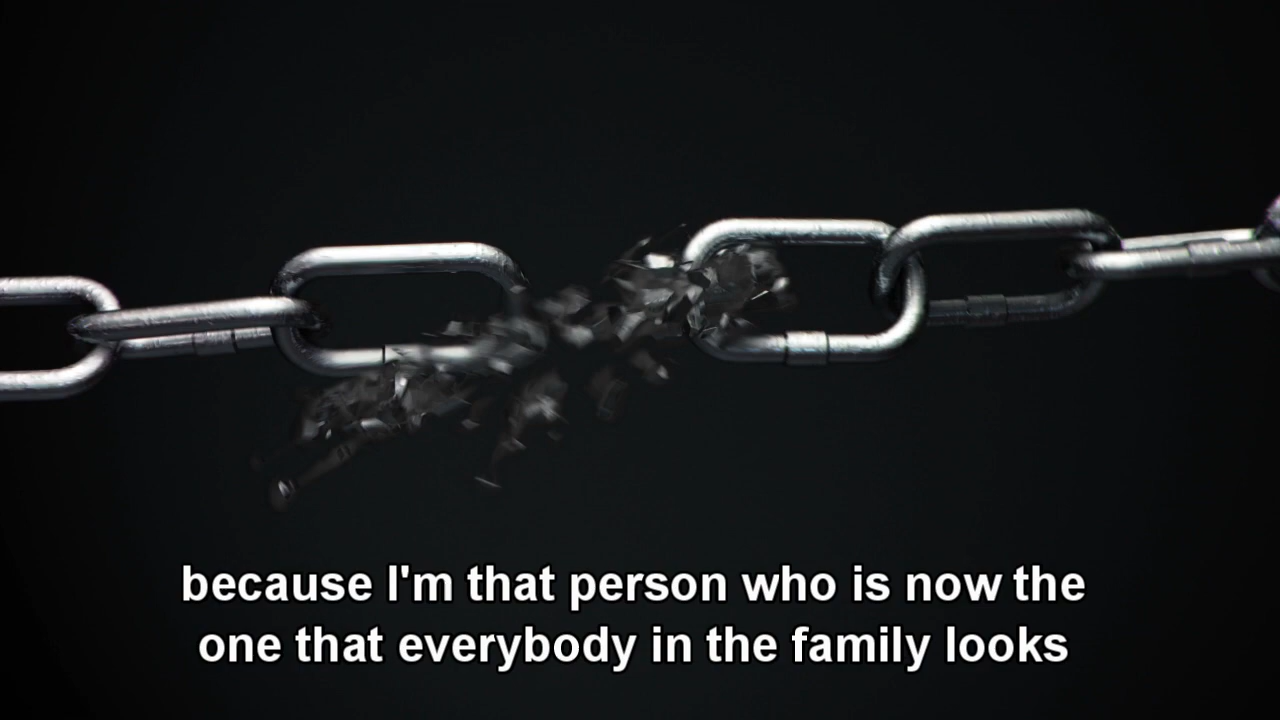 because I'm that person who is now the
one that everybody in the family looks